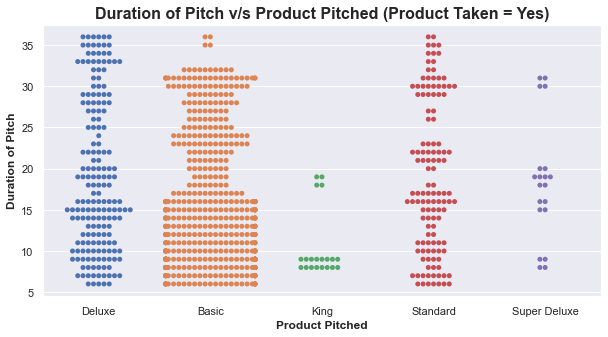 Duration of Pitch v/s Product Pitched (Product Taken = Yes)
Duration of Pitch
35
30
25
20
15
10
5
Deluxe Basic King Standard Super Deluxe
Product Pitched